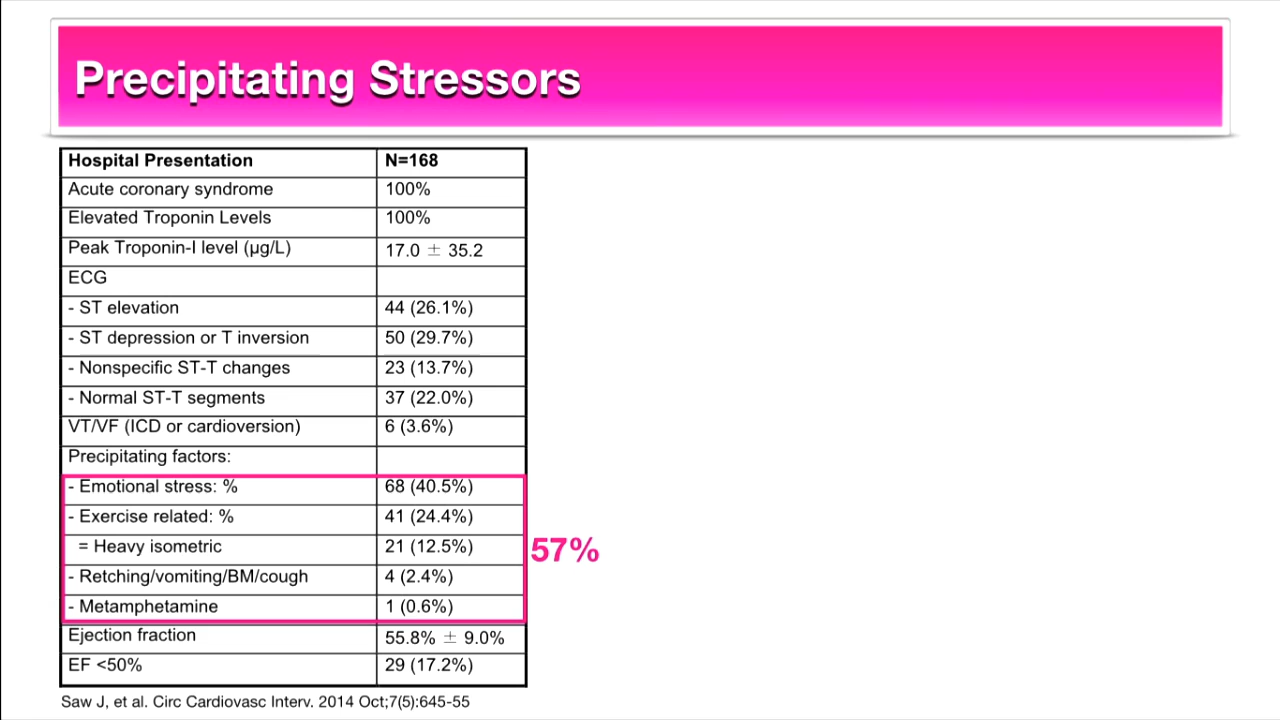 Precipitating Stressors
Hospital Presentation N=168
Acute coronary syndrome 100%
Elevated Troponin Levels 100%
Peak Troponin-I level (µg/L) 17.0 ± 35.2
ECG
- ST elevation 44 (26.1%)
- ST depression or T inversion 50 (29.7%)
- Nonspecific ST-T changes 23 (13.7%)
- Normal ST-T segments 37 (22.0%)
VT/VF (ICD or cardioversion) 6 (3.6%)
Precipitating factors:
- Emotional stress: % 68 (40.5%)
- Exercise related: % 41 (24.4%)
= Heavy isometric 21 (12.5%)
57%
- Retching/vomiting/BM/cough 4 (2.4%)
- Metamphetamine 1 (0.6%)
Ejection fraction 55.8% ± 9.0%
EF <50% 29 (17.2%)
Saw J, et al. Circ Cardiovasc Interv. 2014 Oct;7(5):645-55